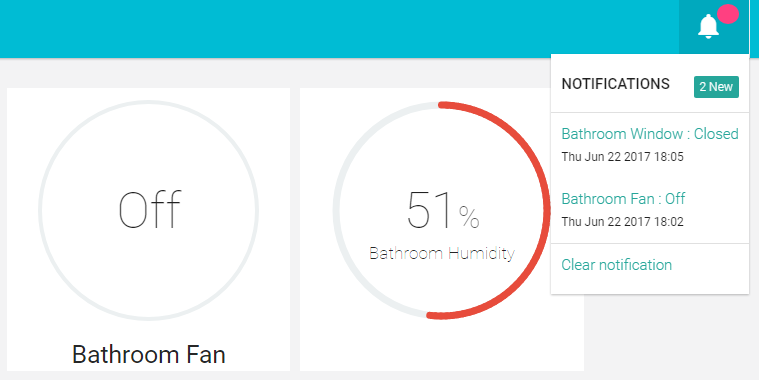 NOTIFICATIONS 2 New
Bathroom Window : Closed
Thu Jun 22 2017 18:05
Bathroom Fan : Off
Thu Jun 22 2017 18:02
Clear notification
Off
Bathroom Fan
51%
Bathroom Humidity